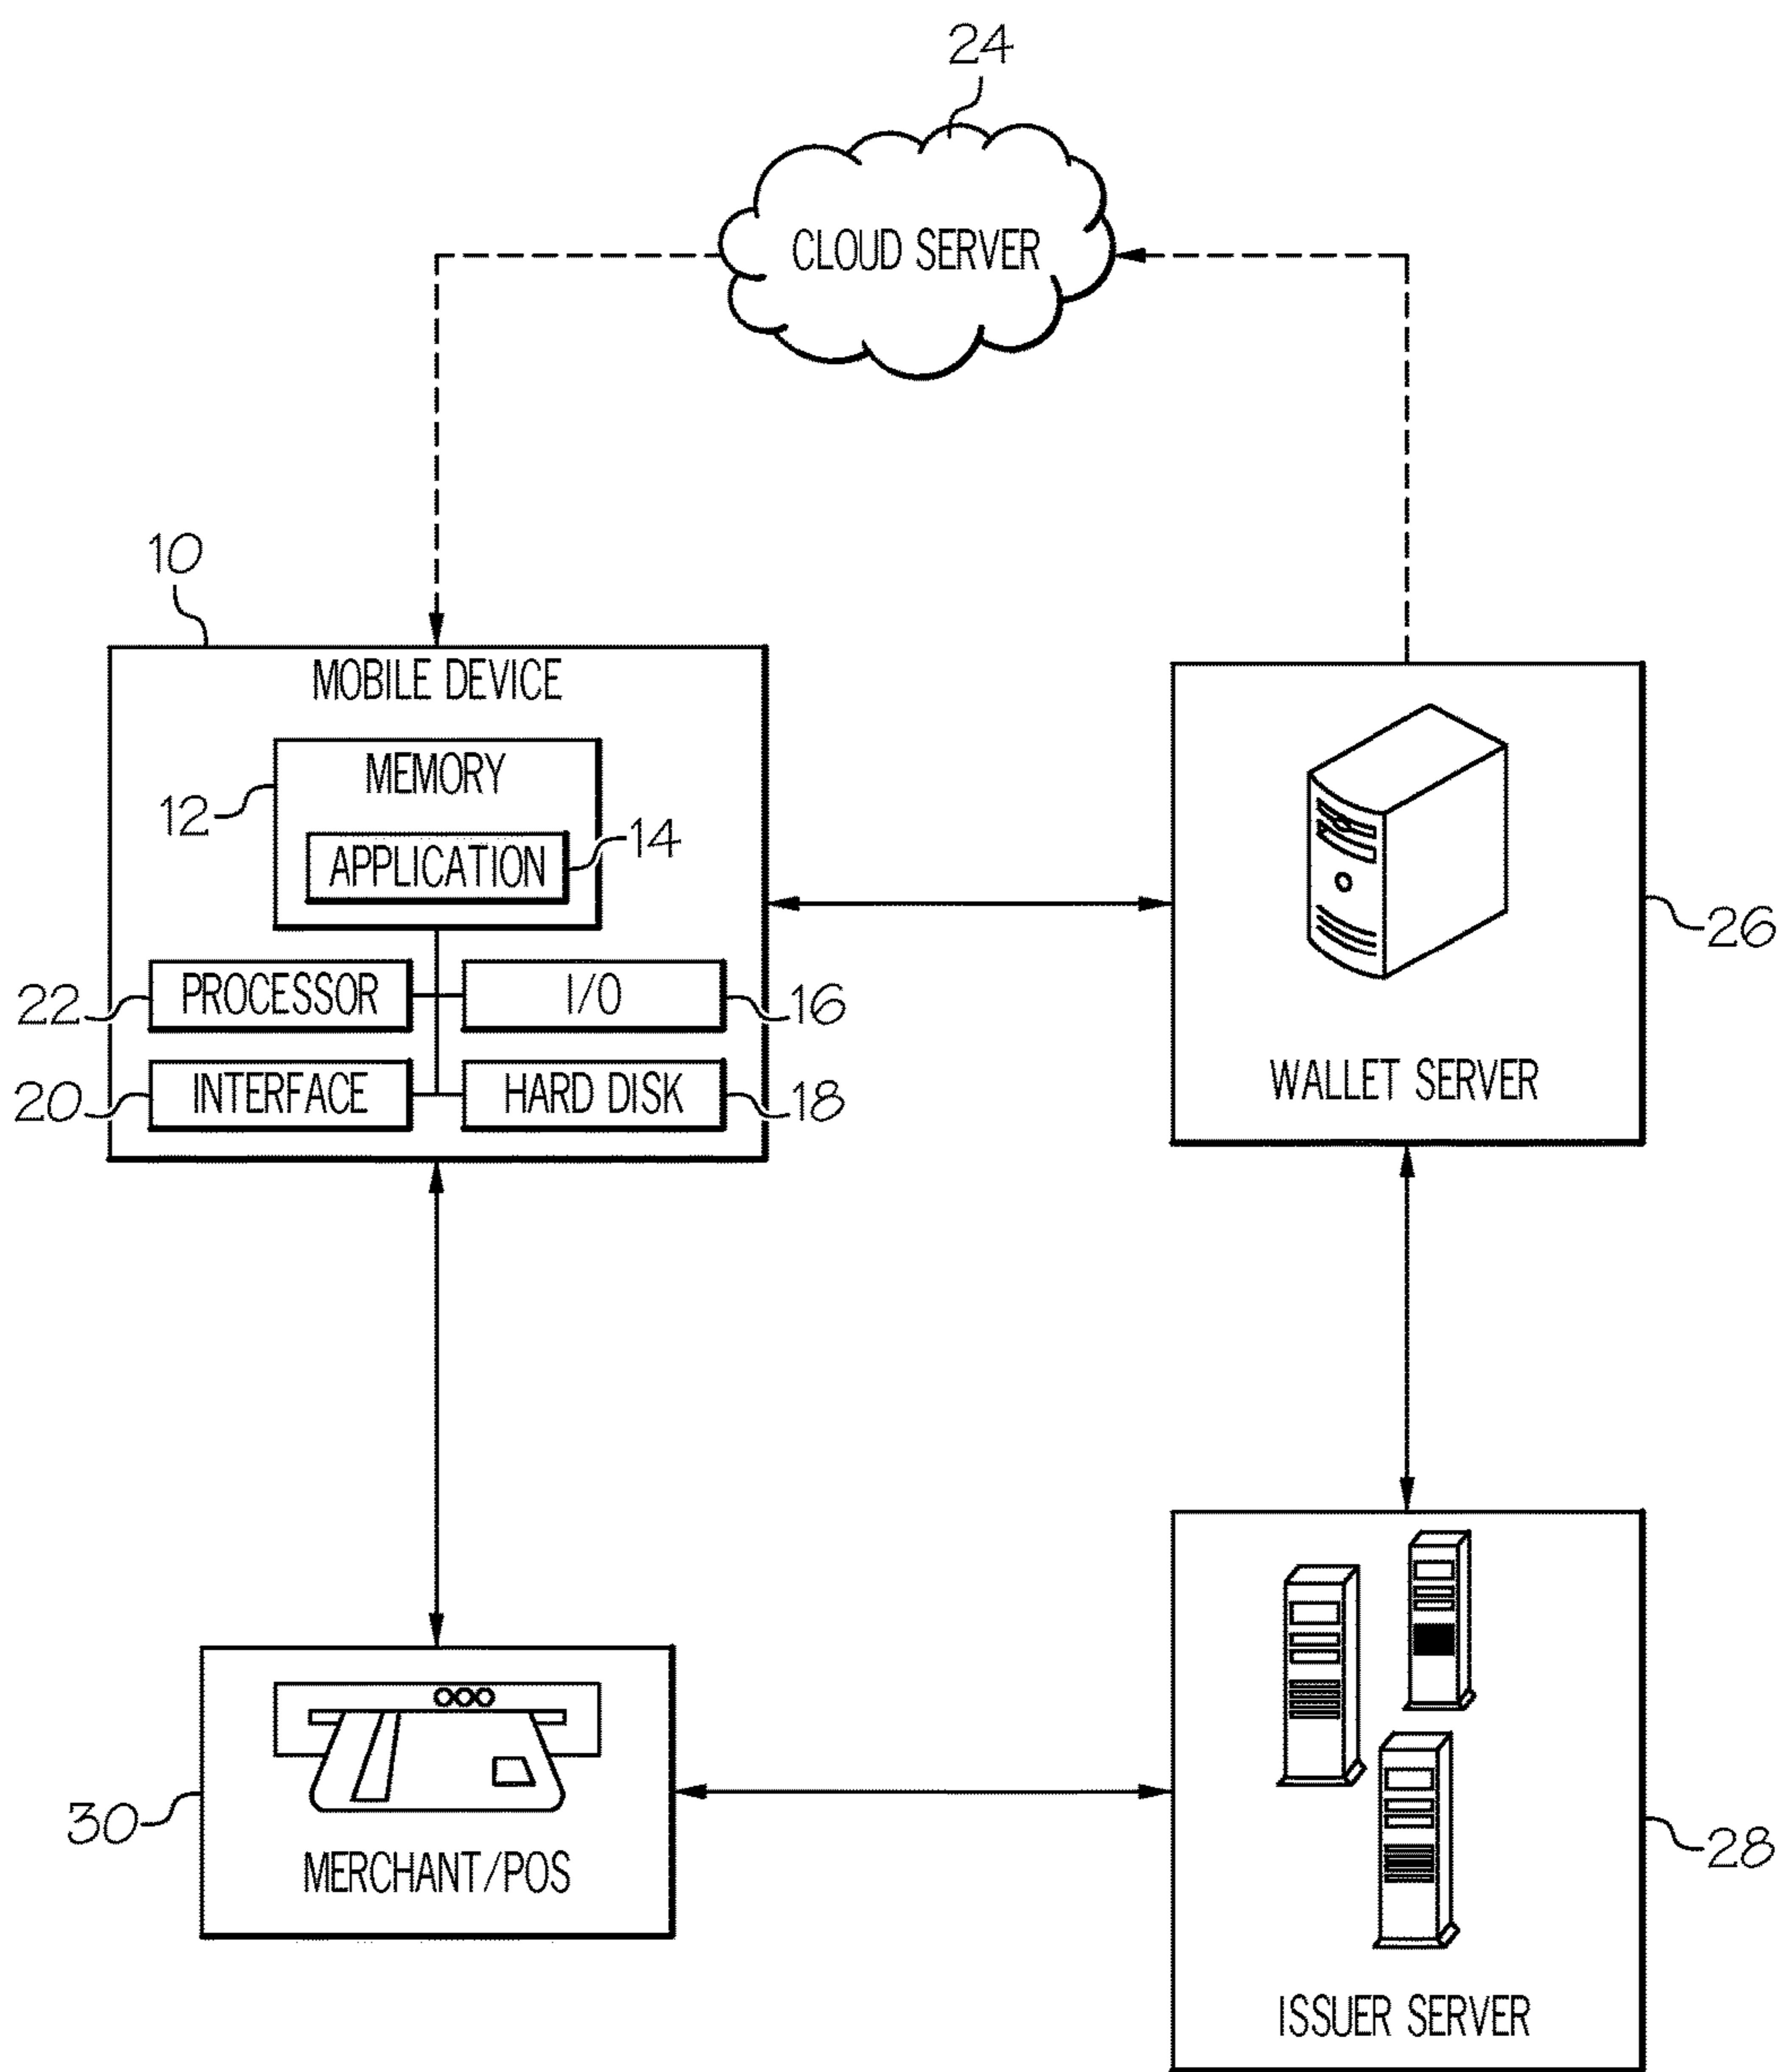 24
CLOUD SERVER
10
MOBILE DEVICE
MEMORY
12
APPLICATION
14
26
22
PROCESSOR
I/O
16
20
INTERFACE
HARD DISK
18
WALLET SERVER
30
MERCHANT/POS
28
ISSUER SERVER